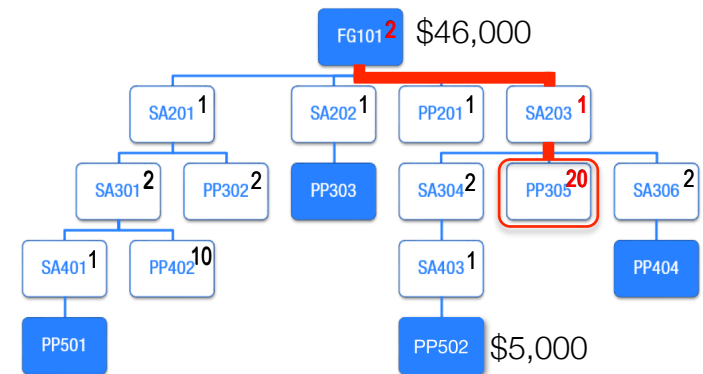 FG101 2 $46,000
SA201 1 SA202 1 PP201 1 SA203 1
SA301 2 PP302 2 PP303 SA304 2 PP305 20 SA306 2
SA401 1 PP402 10 SA403 1 PP404
PP501 PP502 $5,000